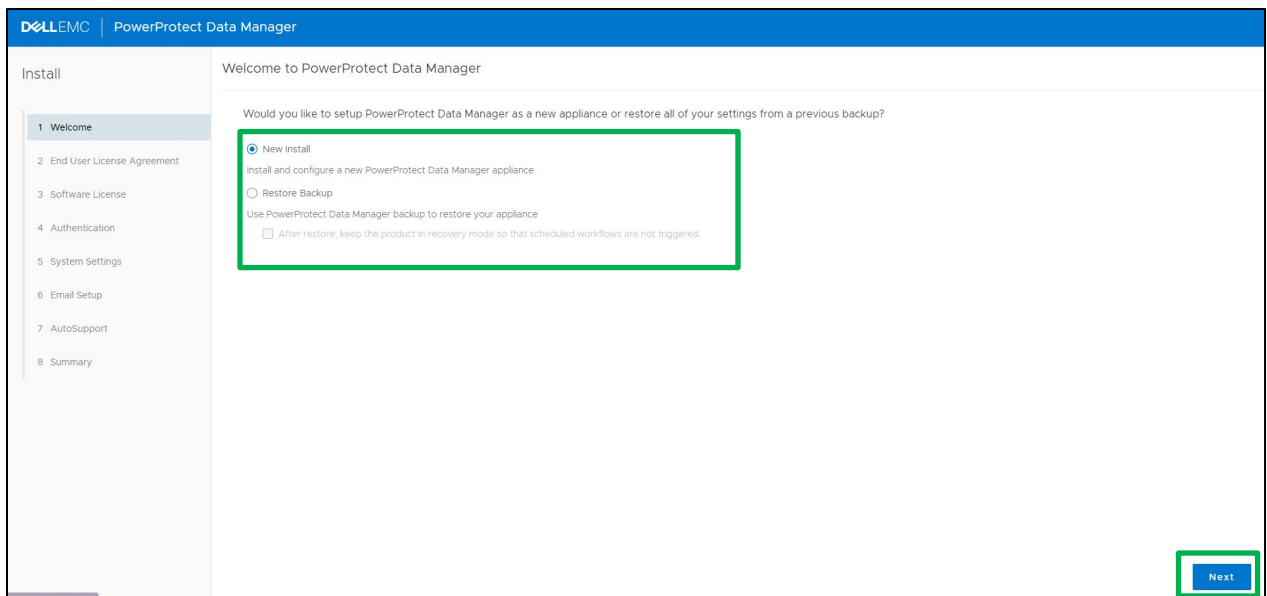 DELLEMC | PowerProtect Data Manager
Install
1 Welcome
2 End User License Agreement
3 Software License
4 Authentication
5 System Settings
6 Email Setup
7 AutoSupport
8 Summary
Welcome to PowerProtect Data Manager
Would you like to setup PowerProtect Data Manager as a new appliance or restore all of your settings from a previous backup?
New Install
Install and configure a new PowerProtect Data Manager appliance
Restore Backup
Use PowerProtect Data Manager backup to restore your appliance
After restore, keep the product in recovery mode so that scheduled workflows are not triggered.
Next